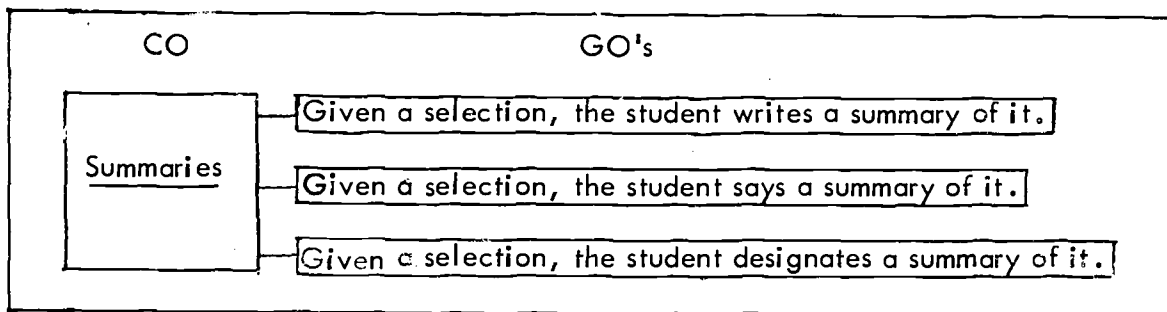 CO GO's
Given a selection, the student writes a summary of it.
Summaries
Given a selection, the student says a summary of it.
Given a selection, the student designates a summary of it.